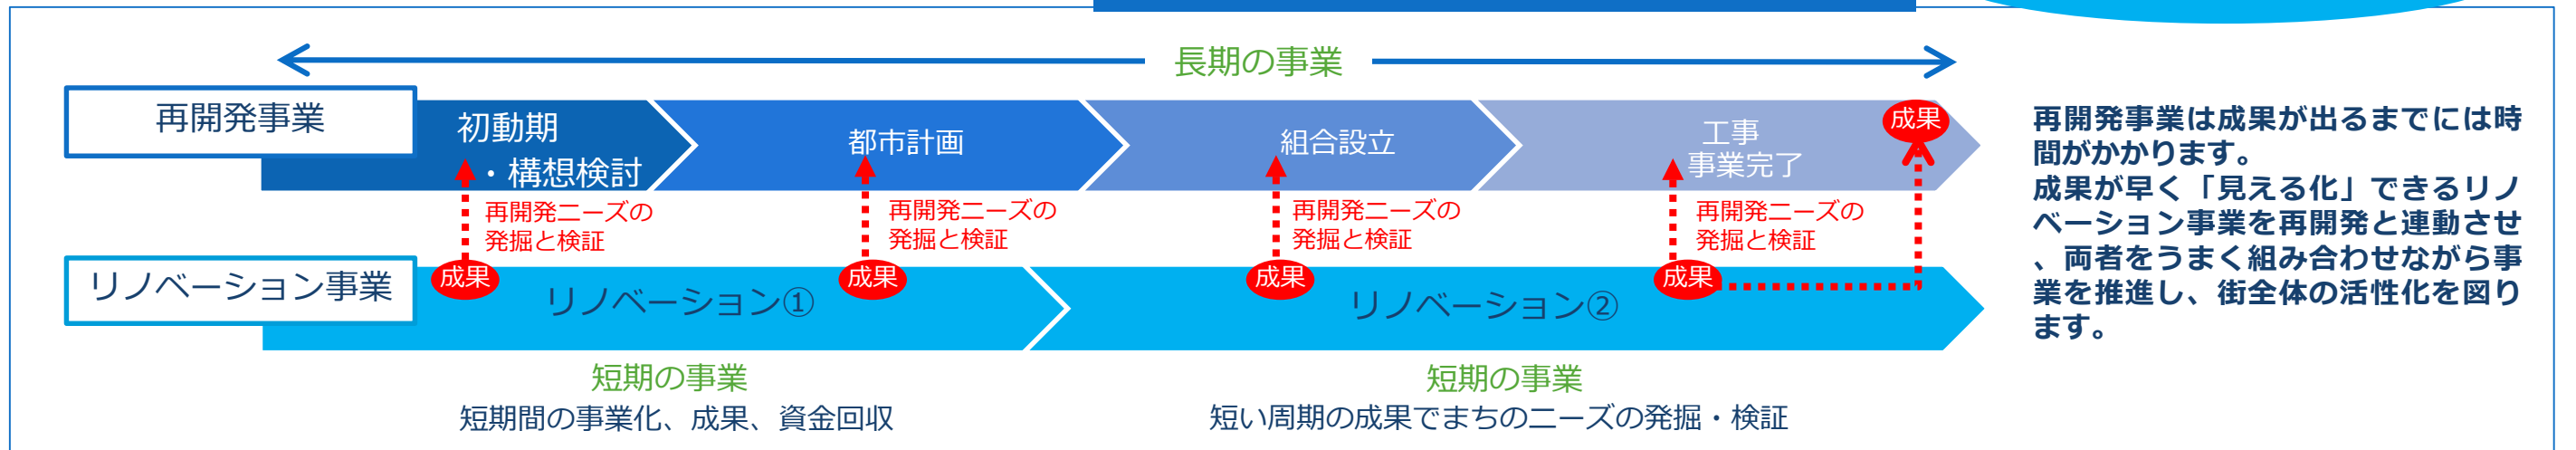 長期の事業
再開発事業
初動期
・構想検討
都市計画
組合設立
工事
事業完了
成果
再開発ニーズの
発掘と検証
再開発ニーズの
発掘と検証
再開発ニーズの
発掘と検証
再開発ニーズの
発掘と検証
リノベーション事業
成果
リノベーション①
成果
成果
リノベーション②
成果
短期の事業
短期間の事業化、成果、資金回収
短期の事業
短い周期の成果でまちのニーズの発掘・検証
再開発事業は成果が出るまでには時
間がかかります。
成果が早く「見える化」できるリノ
ベーション事業を再開発と連動させ
、両者をうまく組み合わせながら事
業を推進し、街全体の活性化を図り
ます。